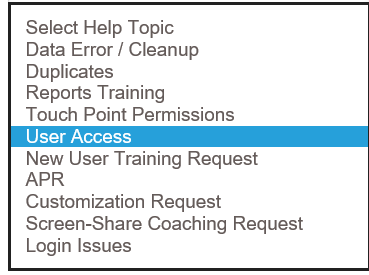 Select Help Topic
Data Error / Cleanup
Duplicates
Reports Training
Touch Point Permissions
User Access
New User Training Request
APR
Customization Request
Screen-Share Coaching Request
Login Issues